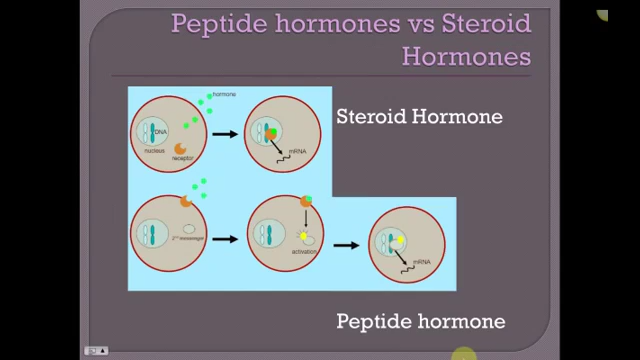 Peptide hormones vs Steroid
Hormones
hormone
DNA
nucleus
receptor
mRNA
Steroid Hormone
2nd messenger
activation
mRNA
Peptide hormone